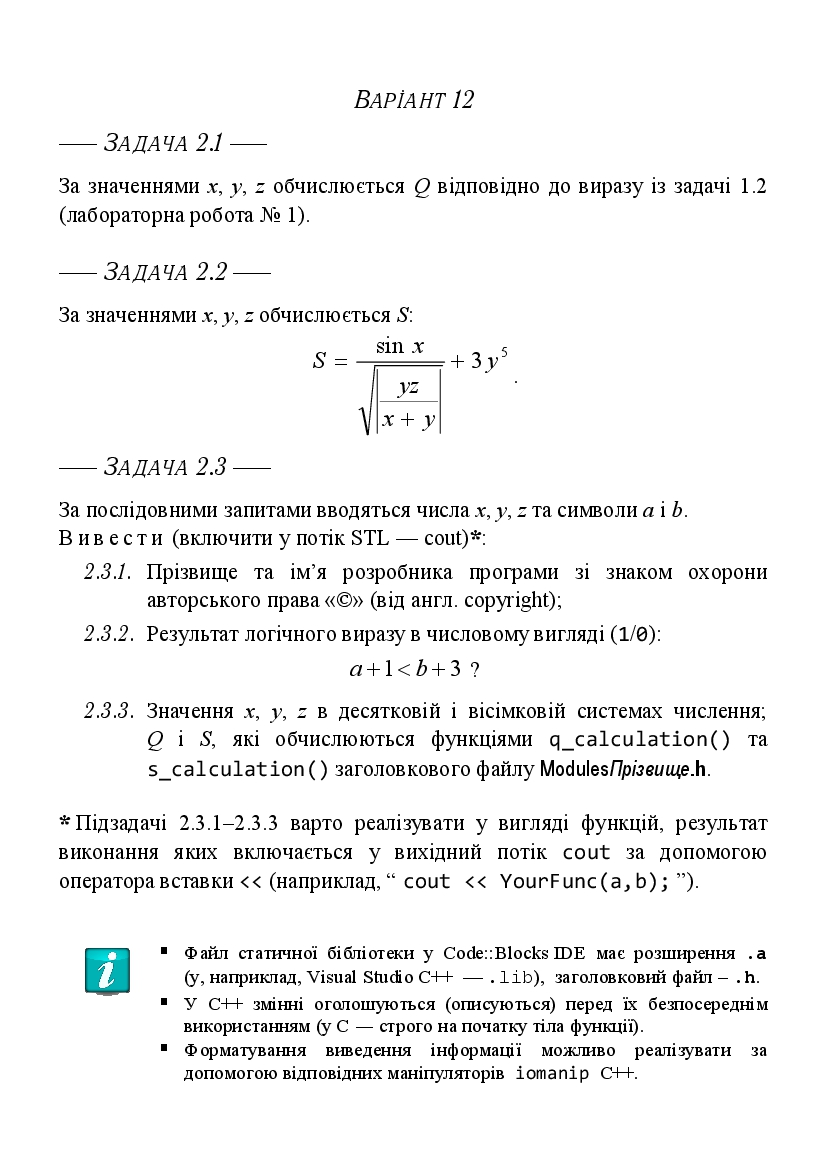 ВАРІАНТ 12
—— ЗАДАЧА 2.1 ——
За значеннями x, y, z обчислюється Q відповідно до виразу із задачі 1.2
(лабораторна робота № 1).
—— ЗАДАЧА 2.2 ——
За значеннями x, y, z обчислюється S:
S = sin x / √|yz / (x + y)| + 3 y⁵ .
—— ЗАДАЧА 2.3 ——
За послідовними запитами вводяться числа x, y, z та символи a і b.
Вивести (включити у потік STL — cout)*:
2.3.1. Прізвище та ім’я розробника програми зі знаком охорони
авторського права «©» (від англ. copyright);
2.3.2. Результат логічного виразу в числовому вигляді (1/0):
a+1< b+3 ?
2.3.3. Значення x, y, z в десятковій і вісімковій системах числення;
Q і S, які обчислюються функціями q_calculation() та
s_calculation() заголовкового файлу ModulesПрізвище.h.
* Підзадачі 2.3.1–2.3.3 варто реалізувати у вигляді функцій, результат
виконання яких включається у вихідний потік cout за допомогою
оператора вставки << (наприклад, “ cout << YourFunc(a,b); ”).
i
▪ Файл статичної бібліотеки у Code::Blocks IDE має розширення .a
(у, наприклад, Visual Studio C++ — .lib), заголовковий файл – .h.
▪ У C++ змінні оголошуються (описуються) перед їх безпосереднім
використанням (у C — строго на початку тіла функції).
▪ Форматування виведення інформації можливо реалізувати за
допомогою відповідних маніпуляторів iomanip C++.